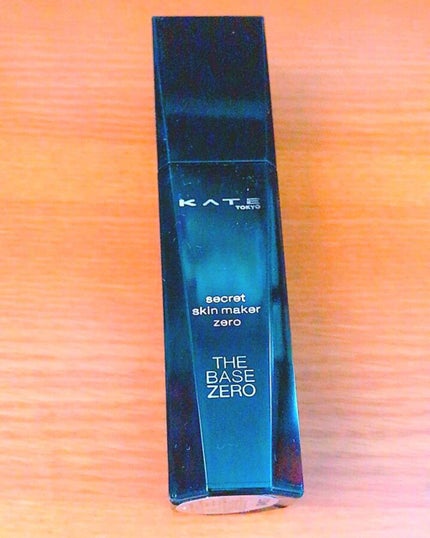 KATE
TOKYO
secret
skin maker
zero
THE
BASE
ZERO